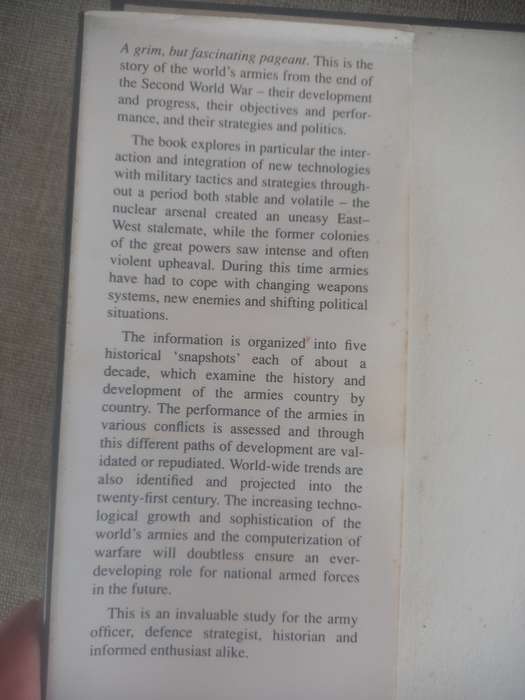 A grim, but fascinating pageant. This is the
story of the world's armies from the end of
the Second World War – their development
and progress, their objectives and perfor-
mance, and their strategies and politics.
The book explores in particular the inter-
action and integration of new technologies
with military tactics and strategies through-
out a period both stable and volatile – the
nuclear arsenal created an uneasy East–
West stalemate, while the former colonies
of the great powers saw intense and often
violent upheaval. During this time armies
have had to cope with changing weapons
systems, new enemies and shifting political
situations.
The information is organized into five
historical 'snapshots' each of about a
decade, which examine the history and
development of the armies country by
country. The performance of the armies in
various conflicts is assessed and through
this different paths of development are val-
idated or repudiated. World-wide trends are
also identified and projected into the
twenty-first century. The increasing techno-
logical growth and sophistication of the
world's armies and the computerization of
warfare will doubtless ensure an ever-
developing role for national armed forces
in the future.
This is an invaluable study for the army
officer, defence strategist, historian and
informed enthusiast alike.